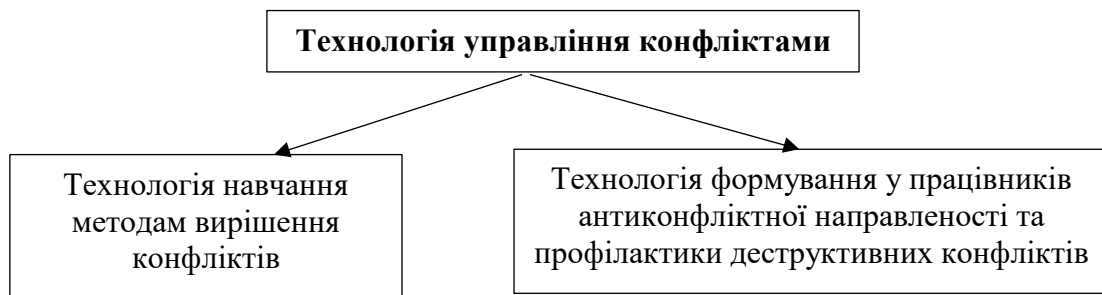 Технологія управління конфліктами
Технологія навчання
методам вирішення
конфліктів
Технологія формування у працівників
антиконфліктної направленості та
профілактики деструктивних конфліктів